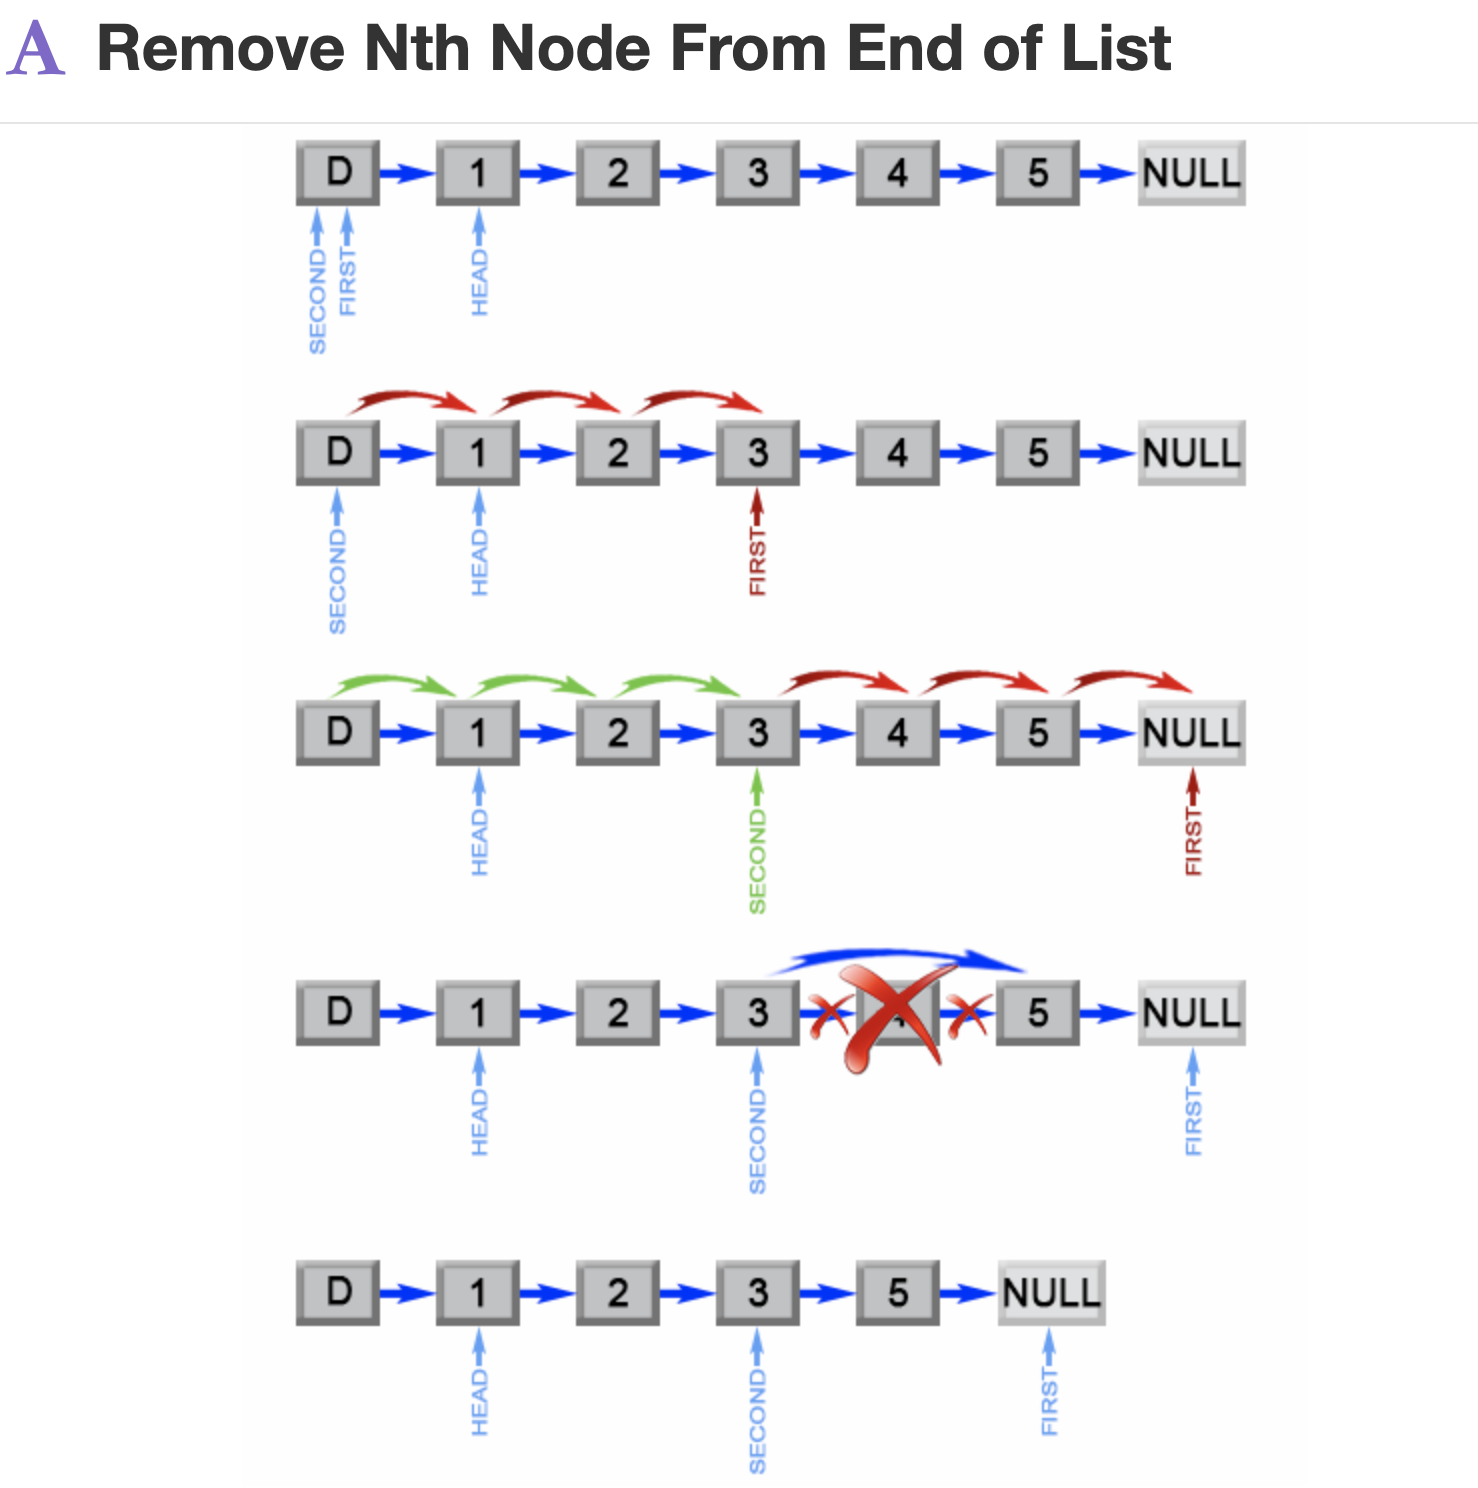 A Remove Nth Node From End of List
D 1 2 3 4 5 NULL
SECOND FIRST HEAD
D 1 2 3 4 5 NULL
SECOND HEAD FIRST
D 1 2 3 4 5 NULL
HEAD SECOND FIRST
D 1 2 3 5 NULL
HEAD SECOND FIRST
D 1 2 3 5 NULL
HEAD SECOND FIRST